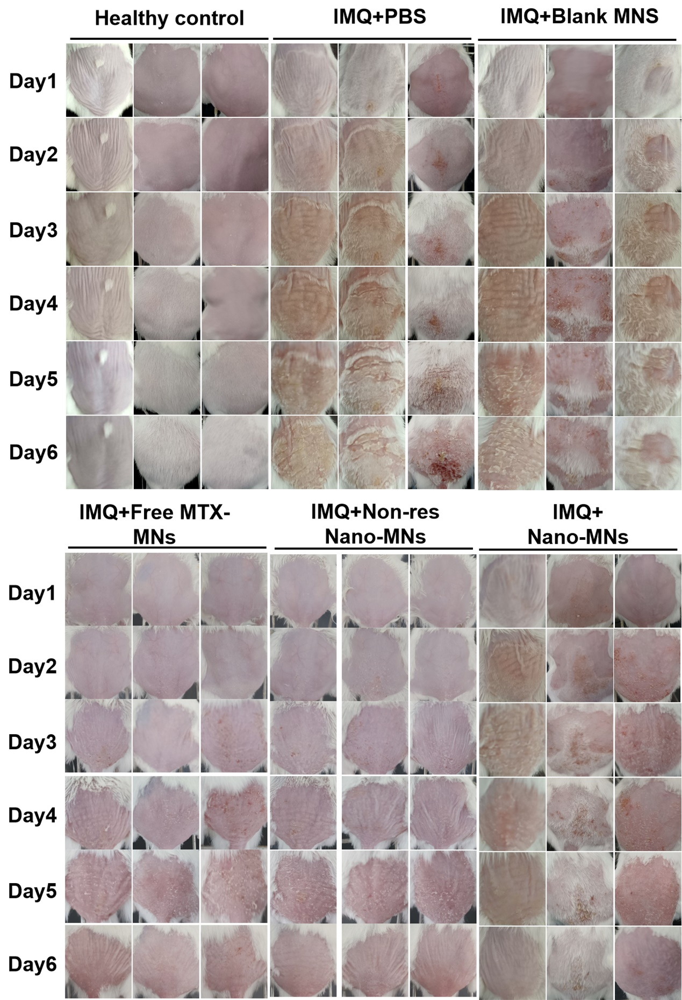 Healthy control
IMQ+PBS
IMQ+Blank MNS
Day1
Day2
Day3
Day4
Day5
Day6
IMQ+Free MTX-
MNs
IMQ+Non-res
Nano-MNs
IMQ+
Nano-MNs
Day1
Day2
Day3
Day4
Day5
Day6